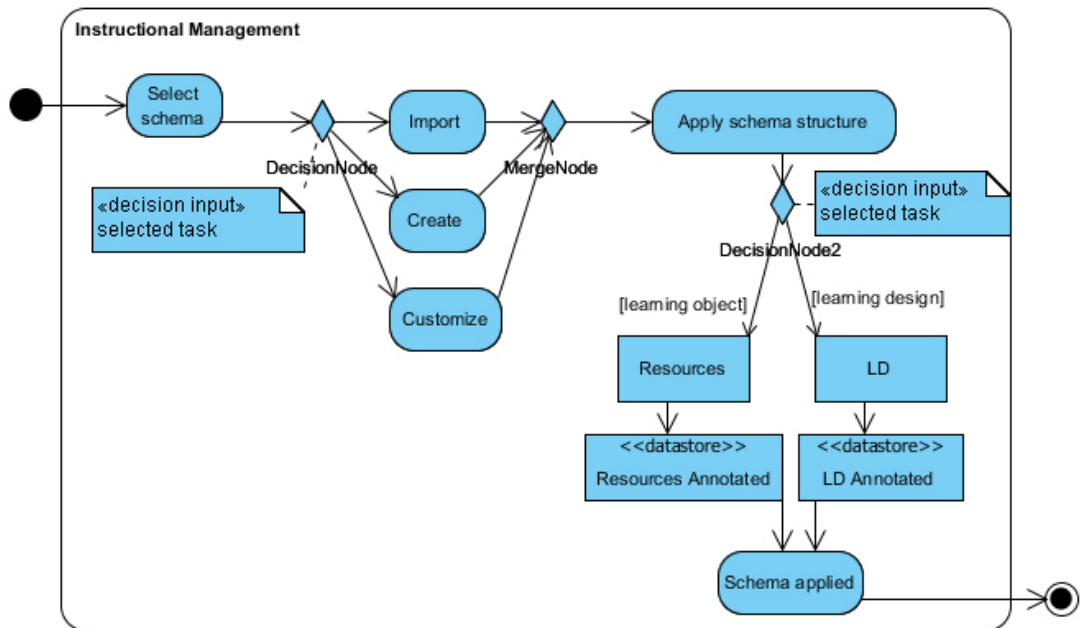 Instructional Management
Select
schema
Import
Apply schema structure
DecisionNode
MergeNode
«decision input»
selected task
«decision input»
selected task
Create
DecisionNode2
Customize
[learning object]
[learning design]
Resources
LD
<<datastore>>
Resources Annotated
<<datastore>>
LD Annotated
Schema applied